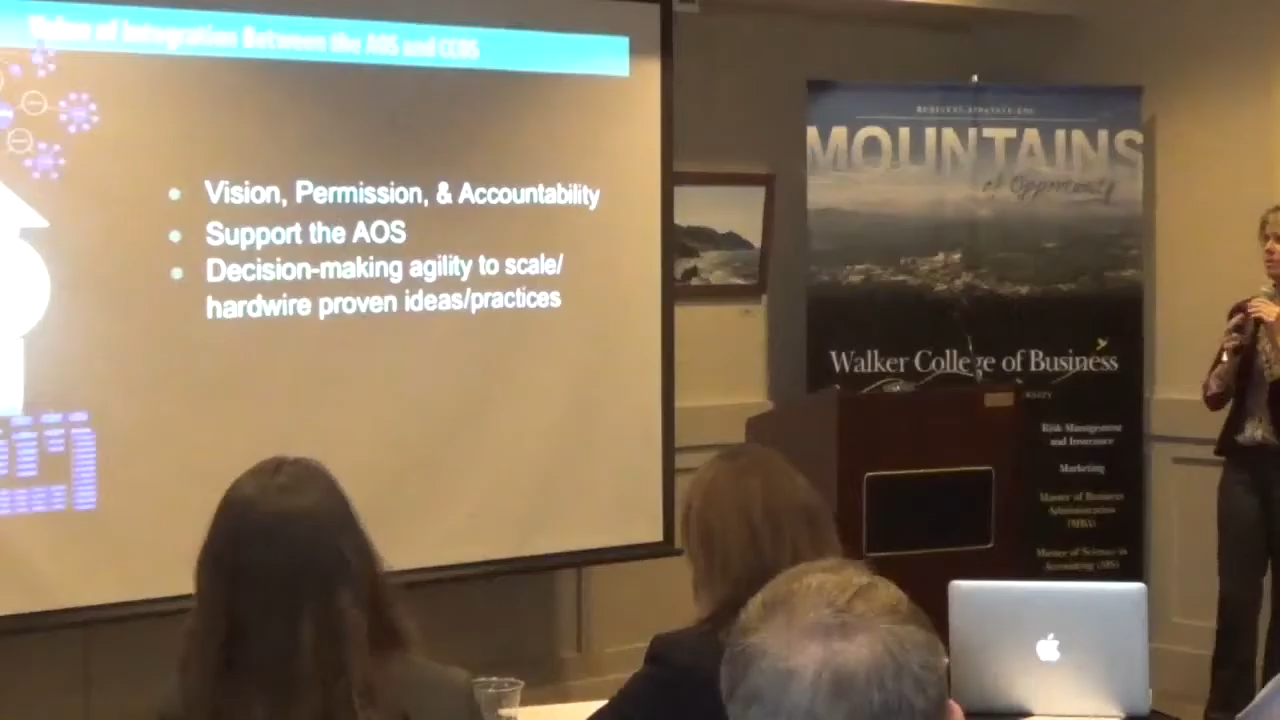 of Integration Between the AOS and CCOS
• Vision, Permission, & Accountability
• Support the AOS
• Decision-making agility to scale/
hardwire proven ideas/practices
MOUNTAINS
of Opportunity
Walker College of Business
Risk Management
and Insurance
Marketing
Master of Business
Administration
(MBA)
Master of Science in
Accounting (MS)